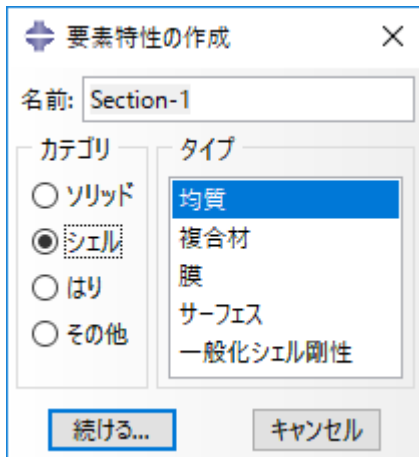 要素特性の作成
名前: Section-1
カテゴリ
ソリッド
シェル
はり
その他
タイプ
均質
複合材
膜
サーフェス
一般化シェル剛性
続ける...
キャンセル